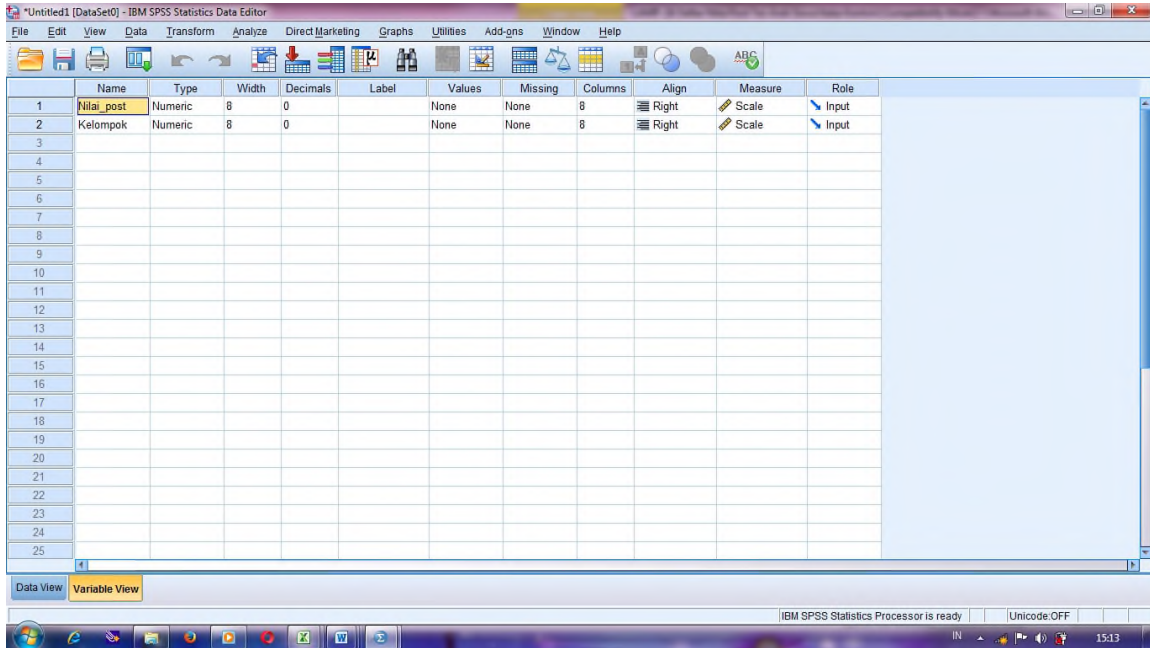 *Untitled1 [DataSet0] - IBM SPSS Statistics Data Editor
File Edit View Data Transform Analyze Direct Marketing Graphs Utilities Add-ons Window Help
Name Type Width Decimals Label Values Missing Columns Align Measure Role
1 Nilai_post Numeric 8 0 None None 8 Right Scale Input
2 Kelompok Numeric 8 0 None None 8 Right Scale Input
3
4
5
6
7
8
9
10
11
12
13
14
15
16
17
18
19
20
21
22
23
24
25
Data View Variable View
IBM SPSS Statistics Processor is ready Unicode:OFF
IN 15:13